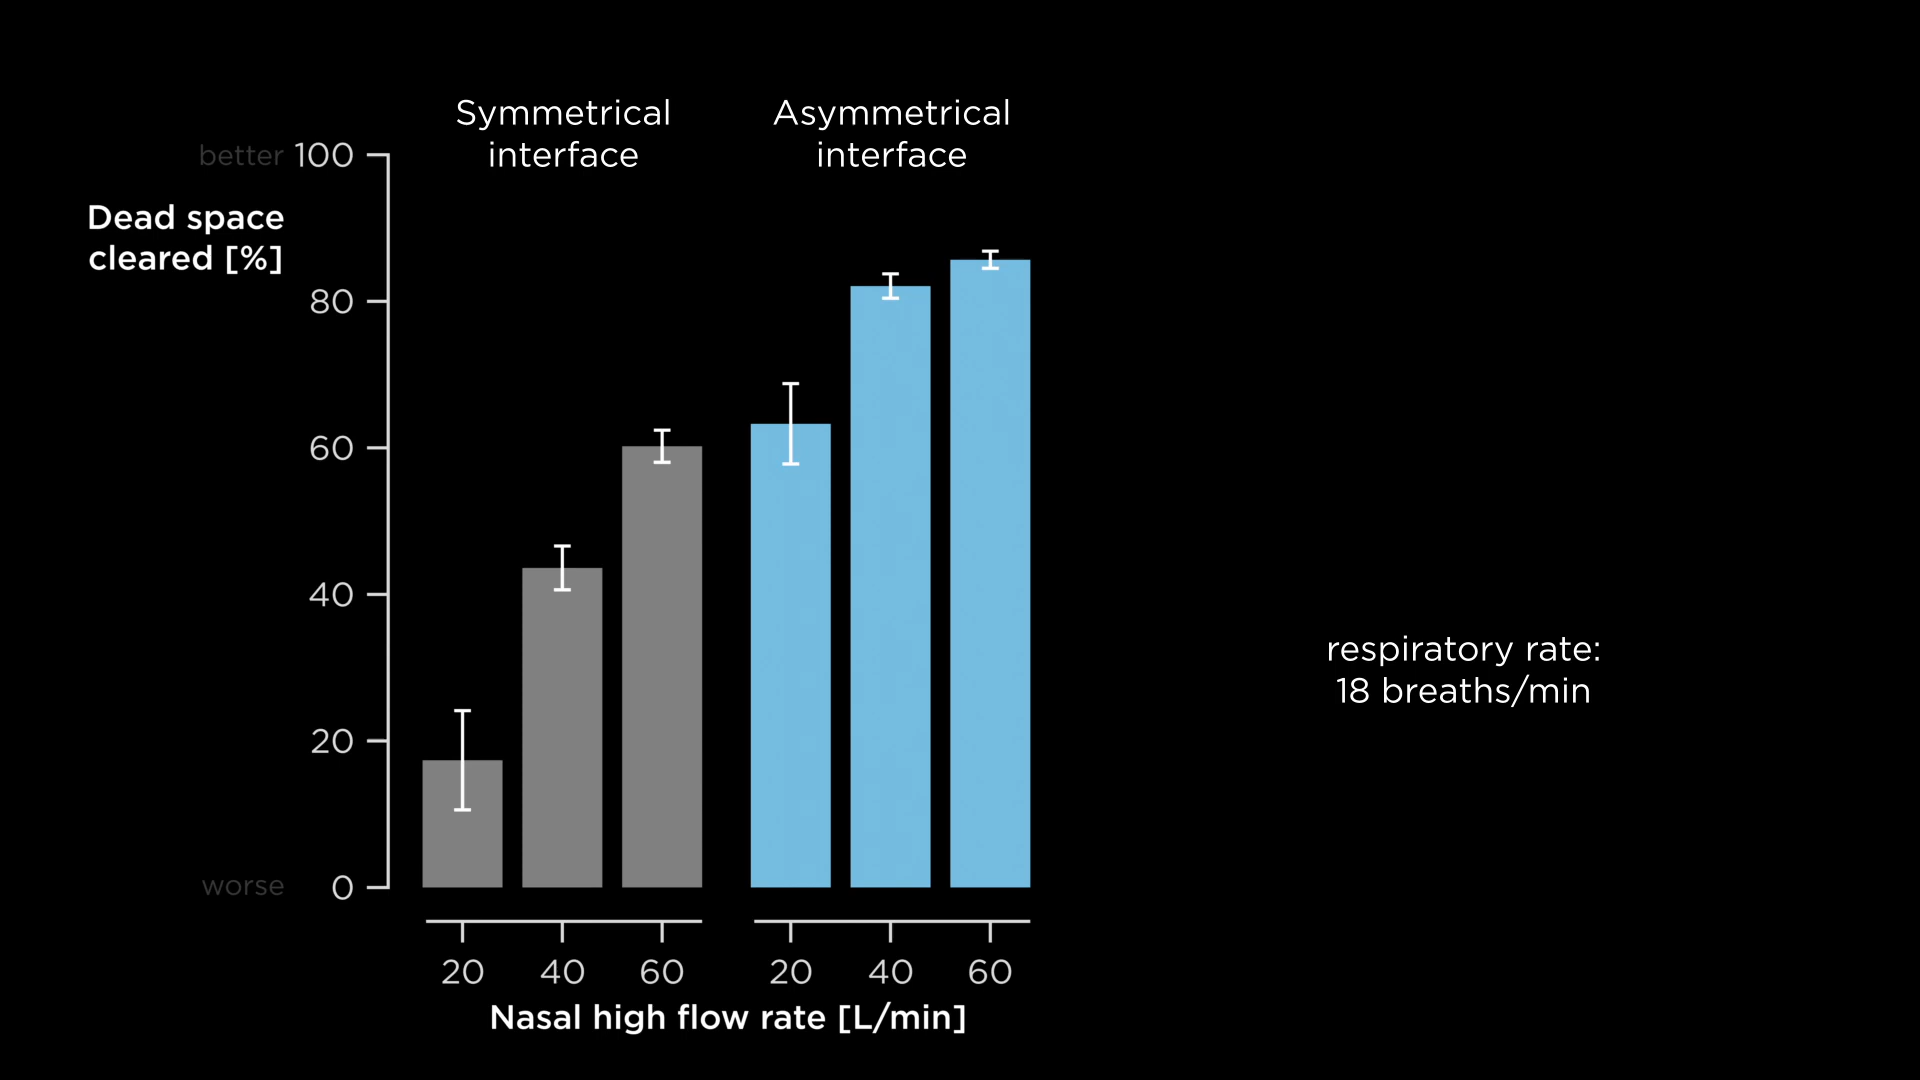 Symmetrical
interface
Asymmetrical
interface
better 100
Dead space
cleared [%]
80
60
40
20
worse 0
respiratory rate:
18 breaths/min
20 40 60 20 40 60
Nasal high flow rate [L/min]